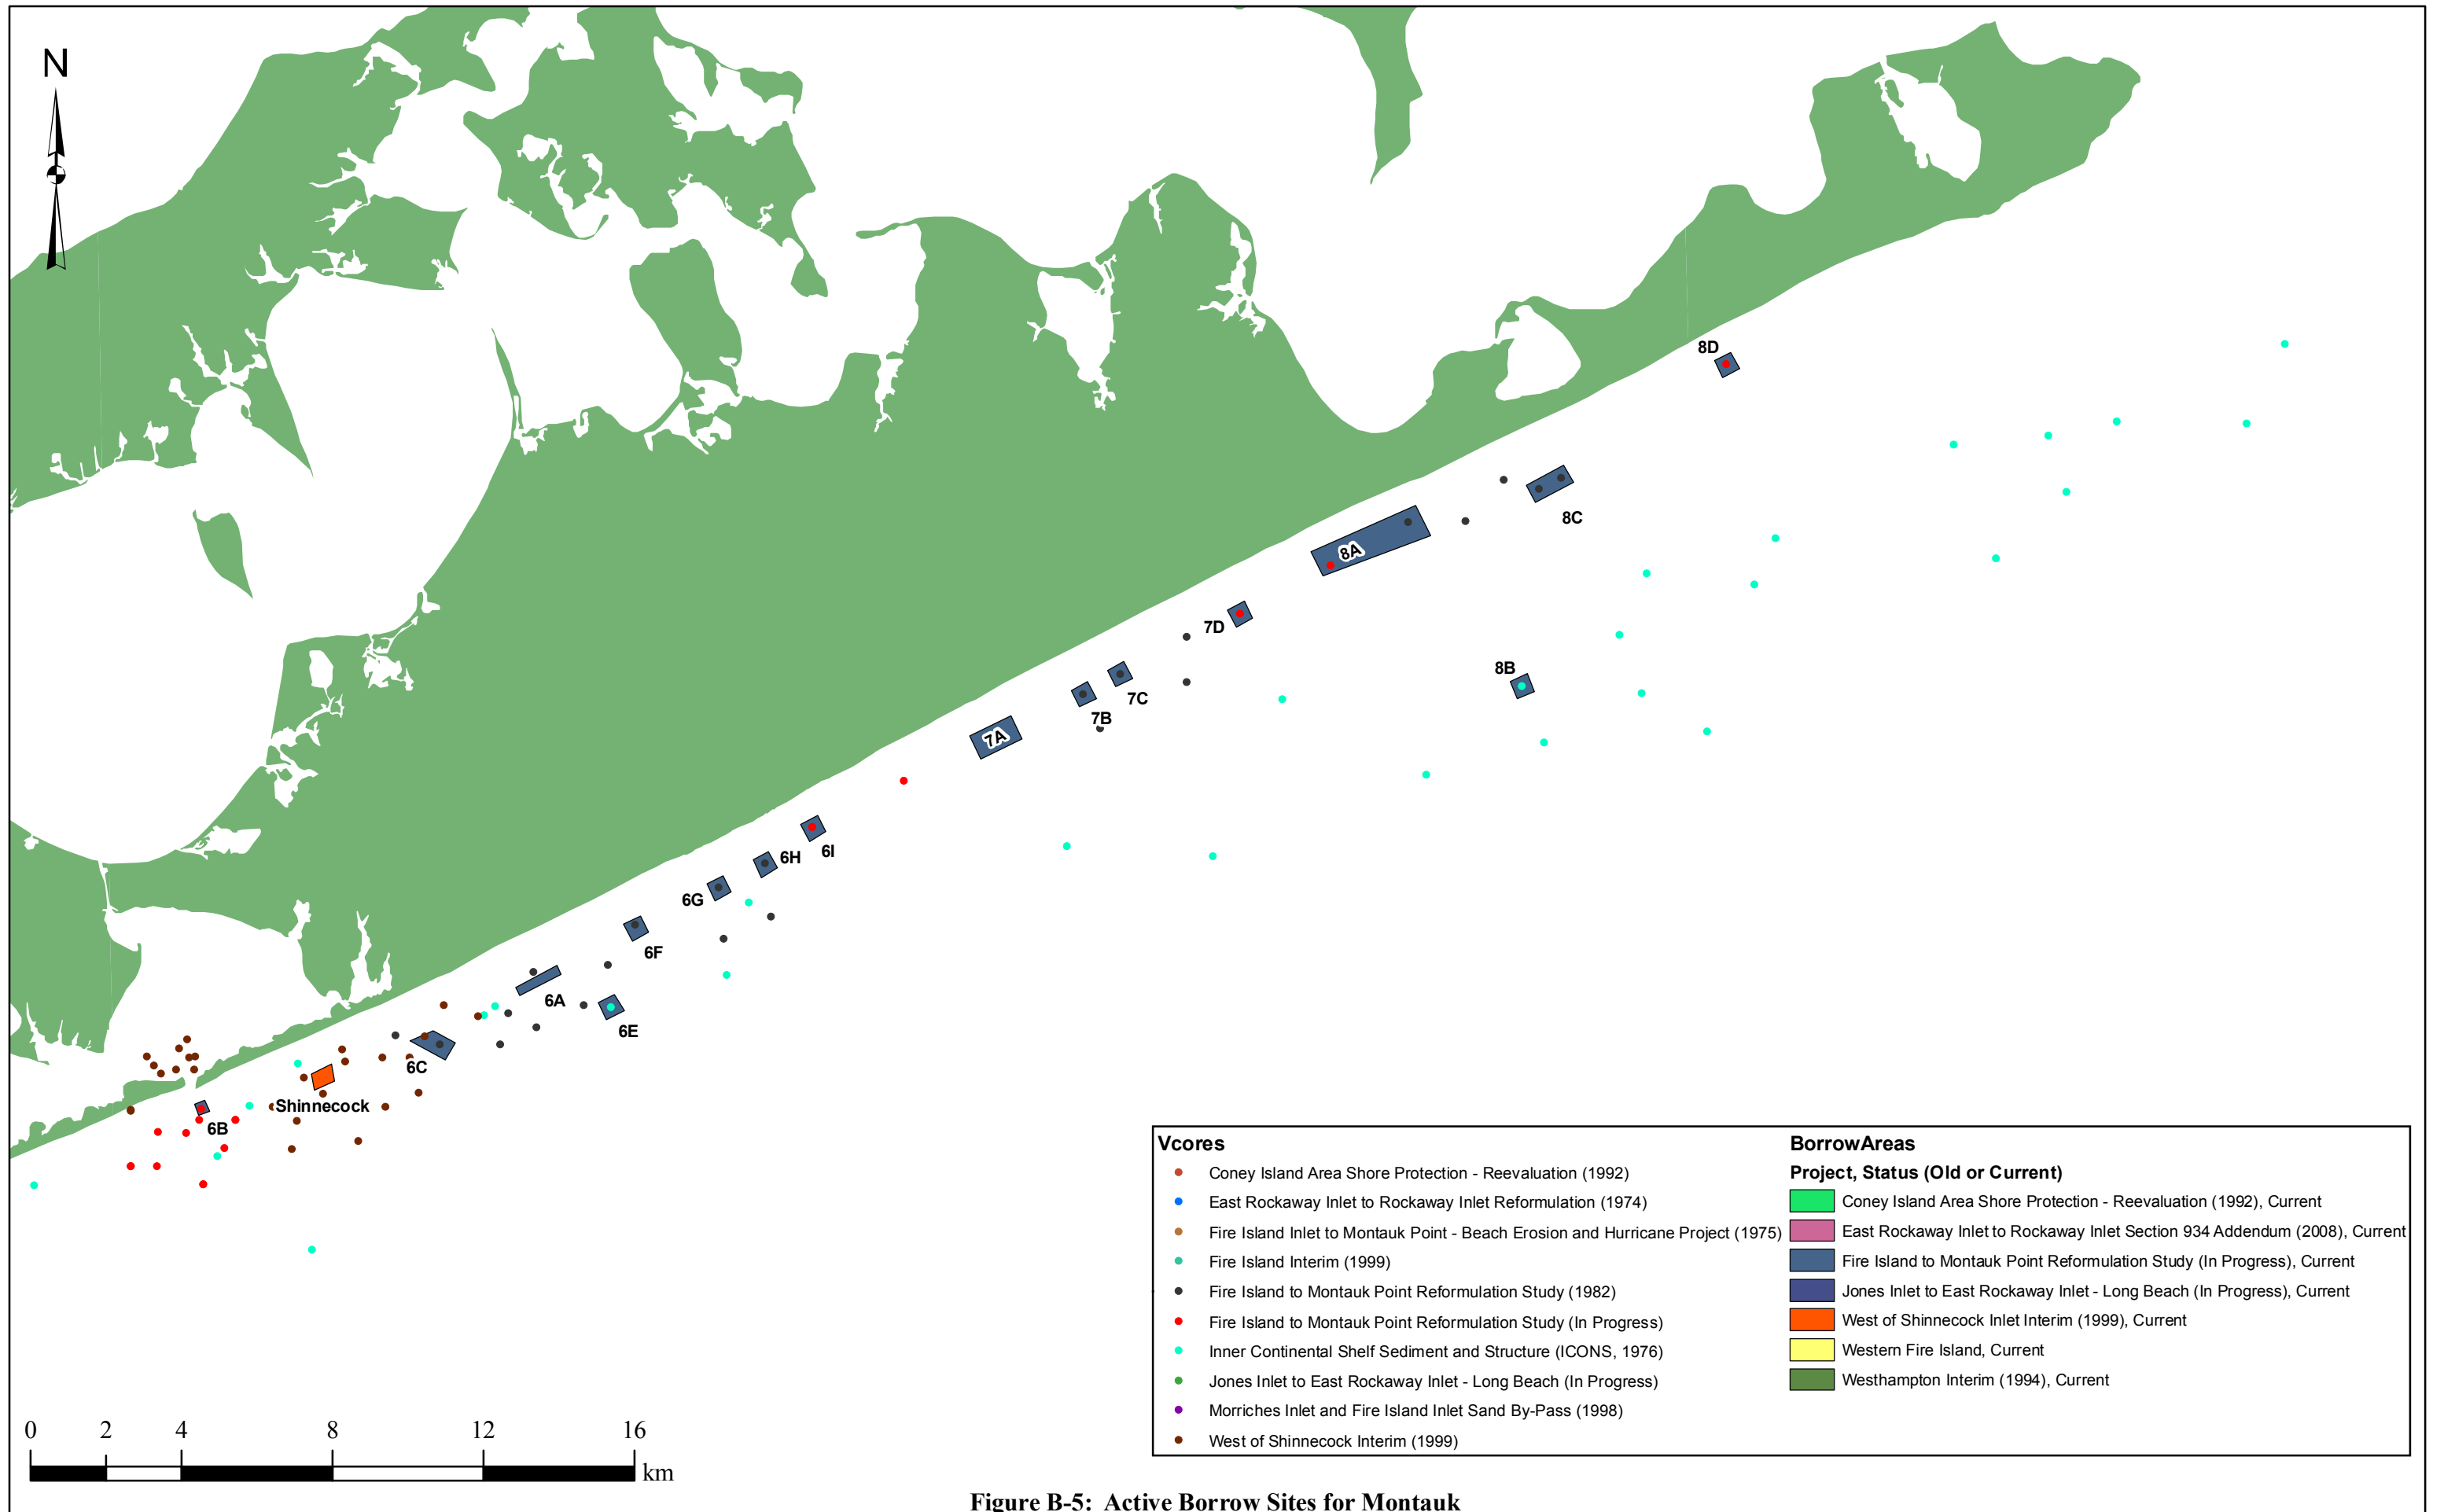 N
8D
8C
8A
7D
8B
7C
7B
7A
6I
6H
6G
6F
6A
6E
6C
Shinnecock
6B
Vcores
Coney Island Area Shore Protection - Reevaluation (1992)
East Rockaway Inlet to Rockaway Inlet Reformulation (1974)
Fire Island Inlet to Montauk Point - Beach Erosion and Hurricane Project (1975)
Fire Island Interim (1999)
Fire Island to Montauk Point Reformulation Study (1982)
Fire Island to Montauk Point Reformulation Study (In Progress)
Inner Continental Shelf Sediment and Structure (ICONS, 1976)
Jones Inlet to East Rockaway Inlet - Long Beach (In Progress)
Morriches Inlet and Fire Island Inlet Sand By-Pass (1998)
West of Shinnecock Interim (1999)
BorrowAreas
Project, Status (Old or Current)
Coney Island Area Shore Protection - Reevaluation (1992), Current
East Rockaway Inlet to Rockaway Inlet Section 934 Addendum (2008), Current
Fire Island to Montauk Point Reformulation Study (In Progress), Current
Jones Inlet to East Rockaway Inlet - Long Beach (In Progress), Current
West of Shinnecock Inlet Interim (1999), Current
Western Fire Island, Current
Westhampton Interim (1994), Current
0 2 4 8 12 16
km
Figure B-5: Active Borrow Sites for Montauk